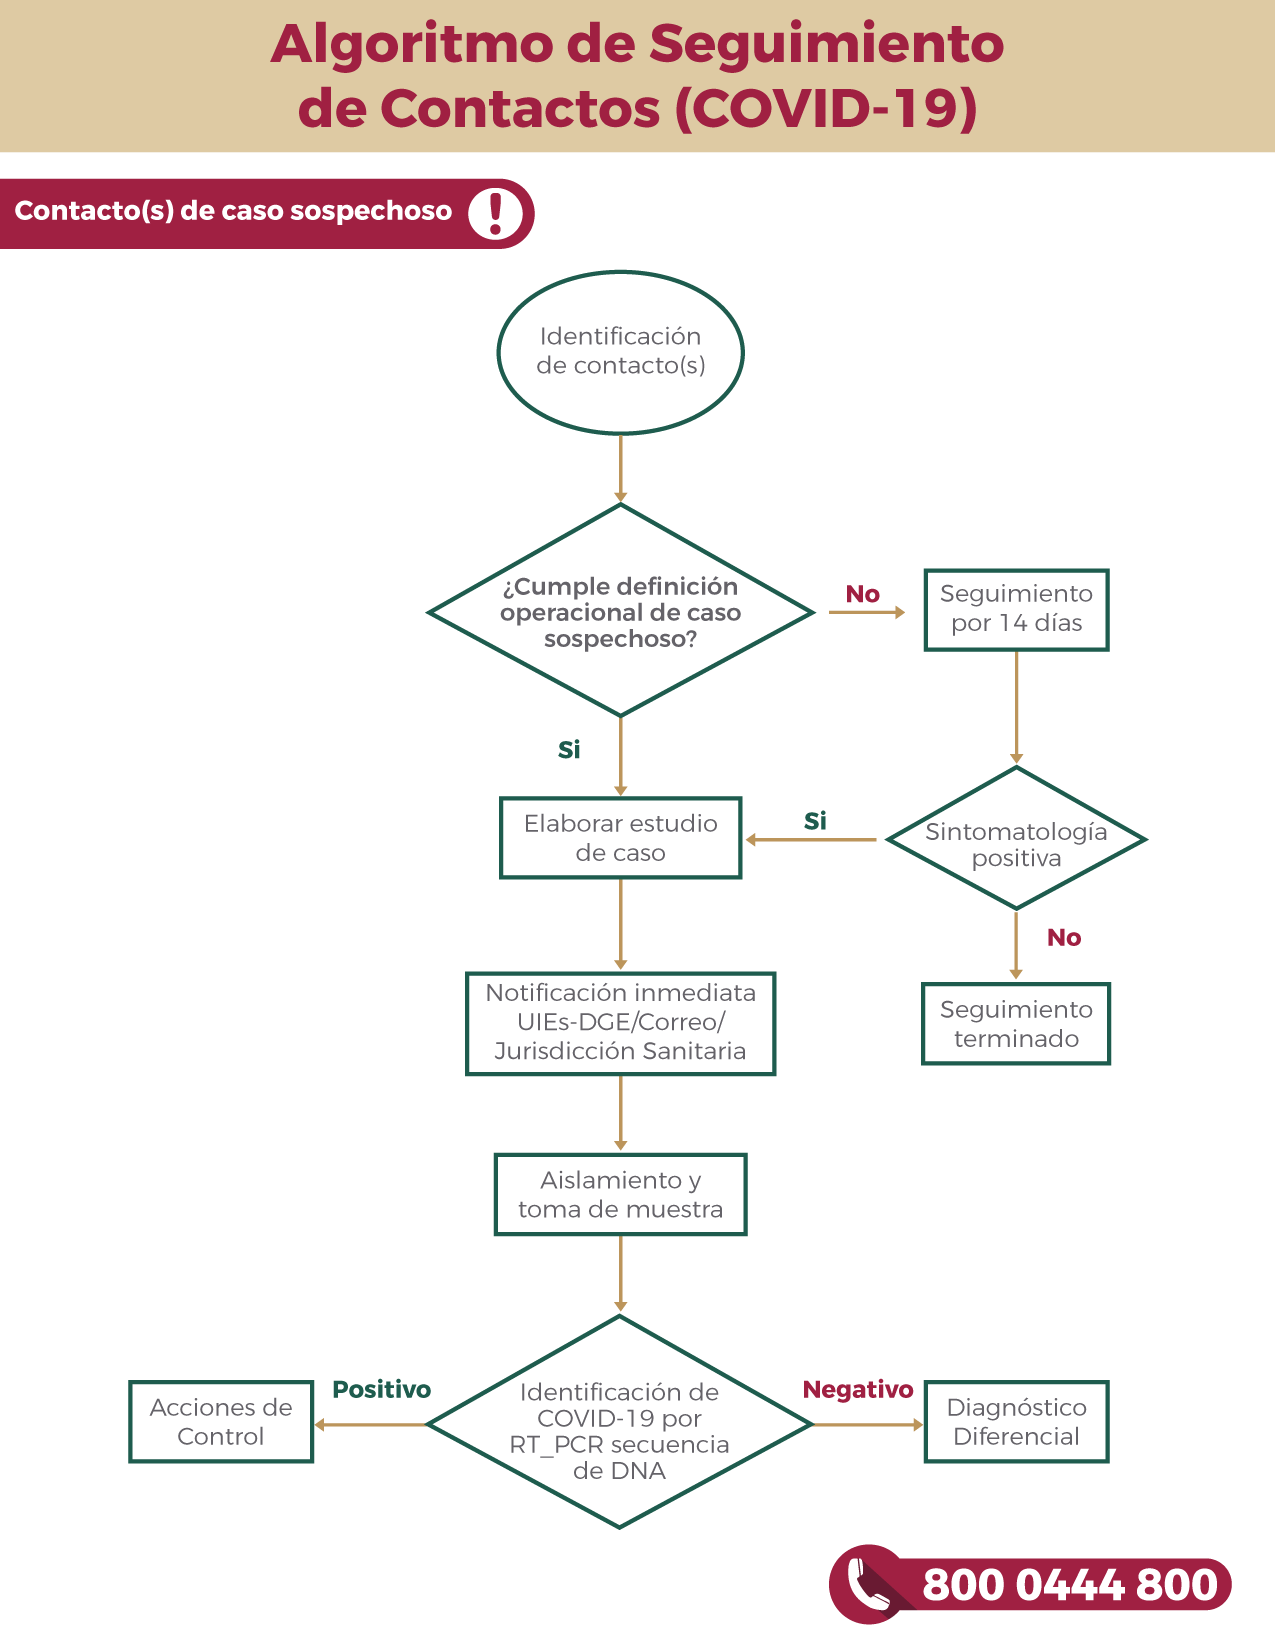 Algoritmo de Seguimiento
de Contactos (COVID-19)
Contacto(s) de caso sospechoso
Identificación
de contacto(s)
¿Cumple definición
operacional de caso
sospechoso?
No
Seguimiento
por 14 días
Si
Elaborar estudio
de caso
Si
Sintomatología
positiva
No
Seguimiento
terminado
Notificación inmediata
UIEs-DGE/Correo/
Jurisdicción Sanitaria
Aislamiento y
toma de muestra
Identificación de
COVID-19 por
RT_PCR secuencia
de DNA
Positivo
Acciones de
Control
Negativo
Diagnóstico
Diferencial
800 0444 800